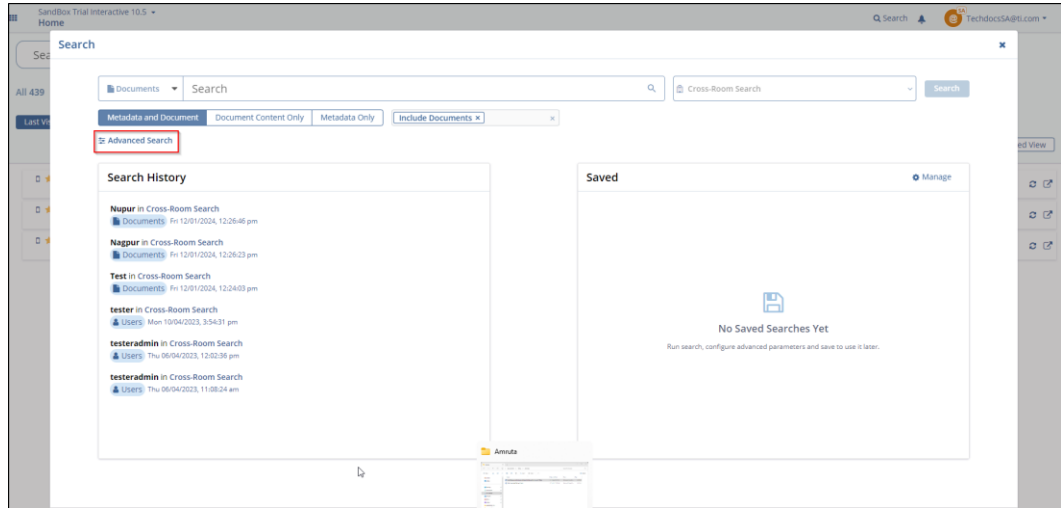 SandBox Trial Interactive 10.5
Home
Search
TechdocsSA@ti.com
SA
Search
Sea
All 439
Documents
Search
Cross-Room Search
Search
Last Vi
Metadata and Document
Document Content Only
Metadata Only
Include Documents ×
×
Advanced Search
ed View
Search History
Saved
Manage
Nupur in Cross-Room Search
Documents Fri 12/01/2024, 12:26:46 pm
Nagpur in Cross-Room Search
Documents Fri 12/01/2024, 12:26:23 pm
Test in Cross-Room Search
Documents Fri 12/01/2024, 12:24:03 pm
tester in Cross-Room Search
Users Mon 10/04/2023, 3:54:31 pm
testeradmin in Cross-Room Search
Users Thu 06/04/2023, 12:02:36 pm
testeradmin in Cross-Room Search
Users Thu 06/04/2023, 11:08:24 am
No Saved Searches Yet
Run search, configure advanced parameters and save to use it later.
Amruta